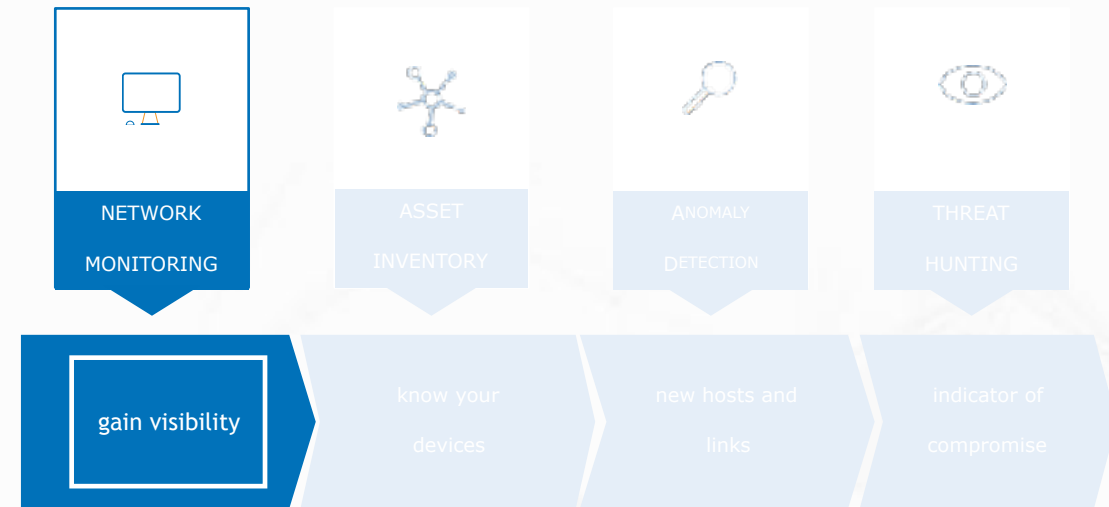 NETWORK
MONITORING
ASSET
INVENTORY
ANOMALY
DETECTION
THREAT
HUNTING
gain visibility
know your
devices
new hosts and
links
indicator of
compromise